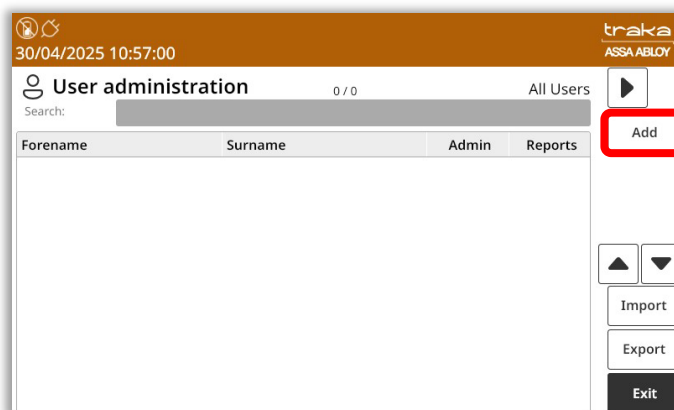 traka
30/04/2025 10:57:00
ASSA ABLOY
User administration 0 / 0 All Users
Search:
Add
Forename Surname Admin Reports
Import
Export
Exit